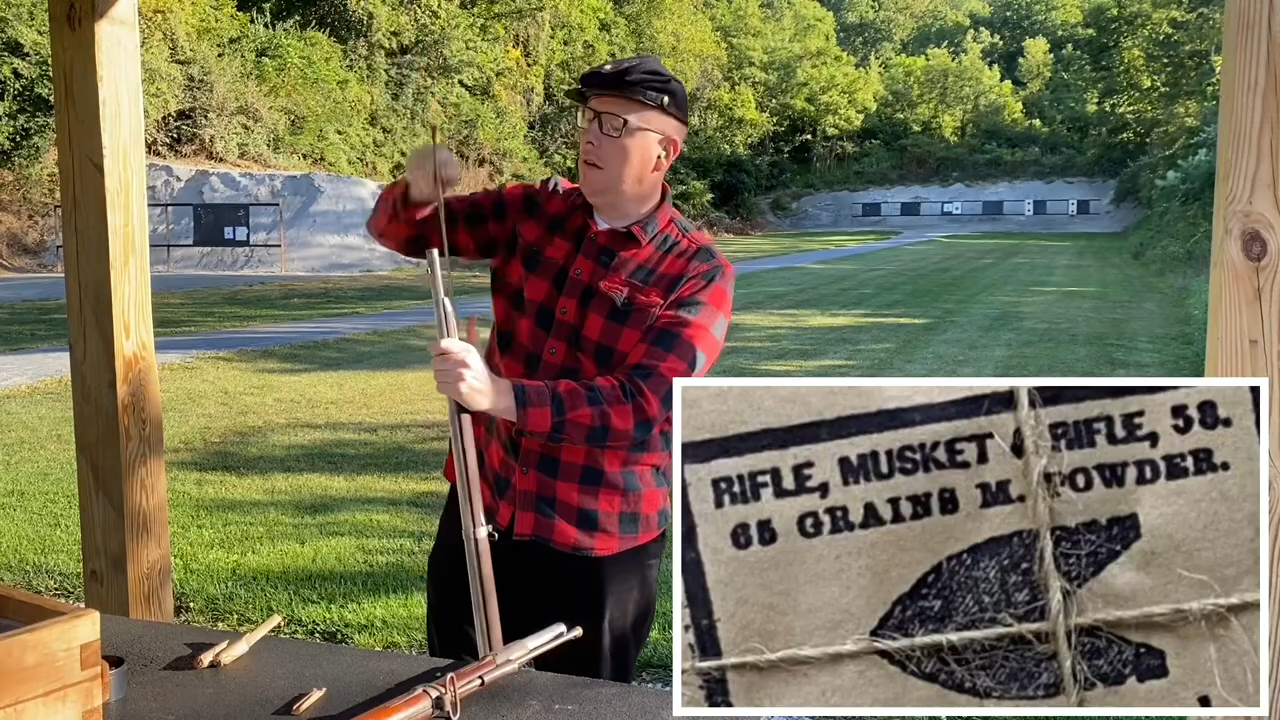 RIFLE, MUSKET & RIFLE, 58.
65 GRAINS M. POWDER.